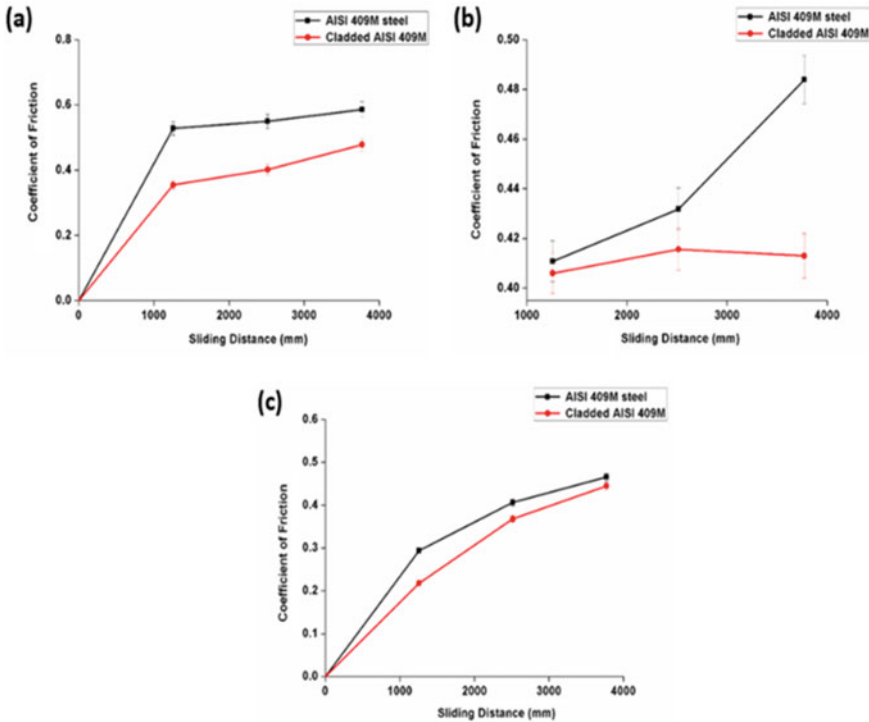 (a)
AISI 409M steel
Cladded AISI 409M
0.8
0.6
0.4
0.2
0.0
Coefficient of Friction
0
1000
2000
3000
4000
Sliding Distance (mm)
(b)
AISI 409M steel
Cladded AISI 409M
0.50
0.48
0.46
0.44
0.42
0.40
Coefficient of Friction
1000
2000
3000
4000
Sliding Distance (mm)
(c)
AISI 409M steel
Cladded AISI 409M
0.6
0.5
0.4
0.3
0.2
0.1
0.0
Coefficient of Friction
0
1000
2000
3000
4000
Sliding Distance (mm)